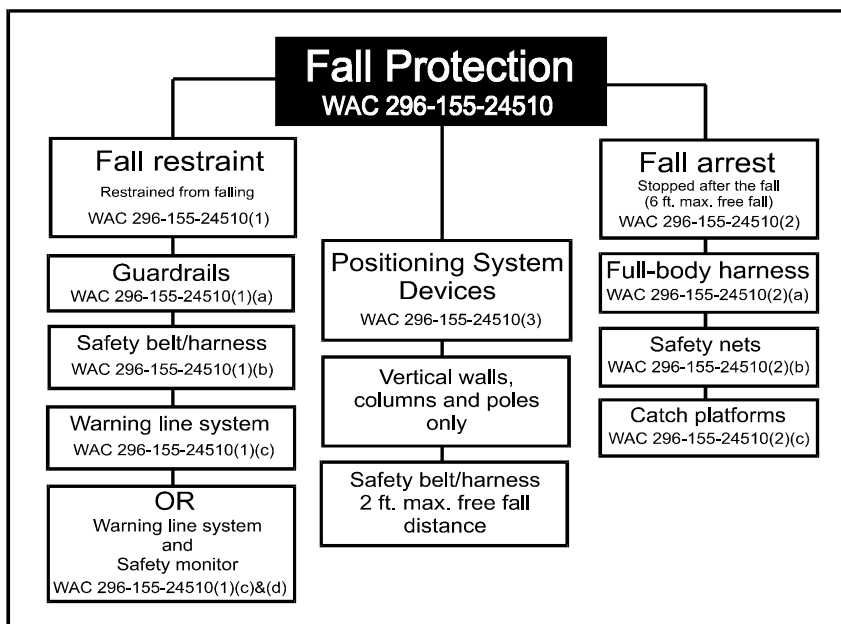 Fall Protection
WAC 296-155-24510
Fall restraint
Restrained from falling
WAC 296-155-24510(1)
Guardrails
WAC 296-155-24510(1)(a)
Safety belt/harness
WAC 296-155-24510(1)(b)
Warning line system
WAC 296-155-24510(1)(c)
OR
Warning line system
and
Safety monitor
WAC 296-155-24510(1)(c)&(d)
Positioning System
Devices
WAC 296-155-24510(3)
Vertical walls,
columns and poles
only
Safety belt/harness
2 ft. max. free fall
distance
Fall arrest
Stopped after the fall
(6 ft. max. free fall)
WAC 296-155-24510(2)
Full-body harness
WAC 296-155-24510(2)(a)
Safety nets
WAC 296-155-24510(2)(b)
Catch platforms
WAC 296-155-24510(2)(c)